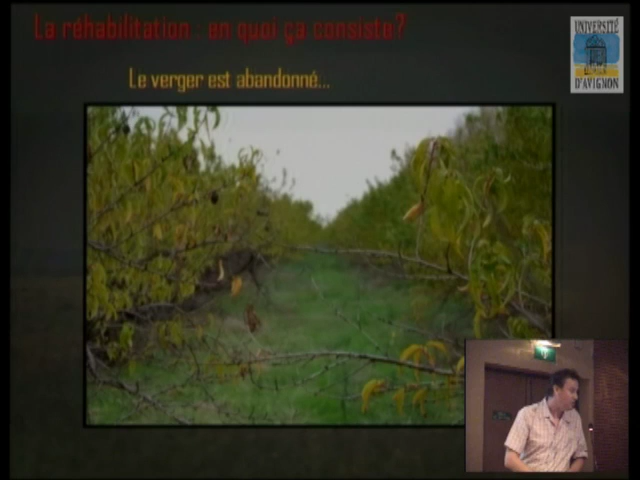 La réhabilitation : en quoi ça consiste?
UNIVERSITÉ
D'AVIGNON
Le verger est abandonné...